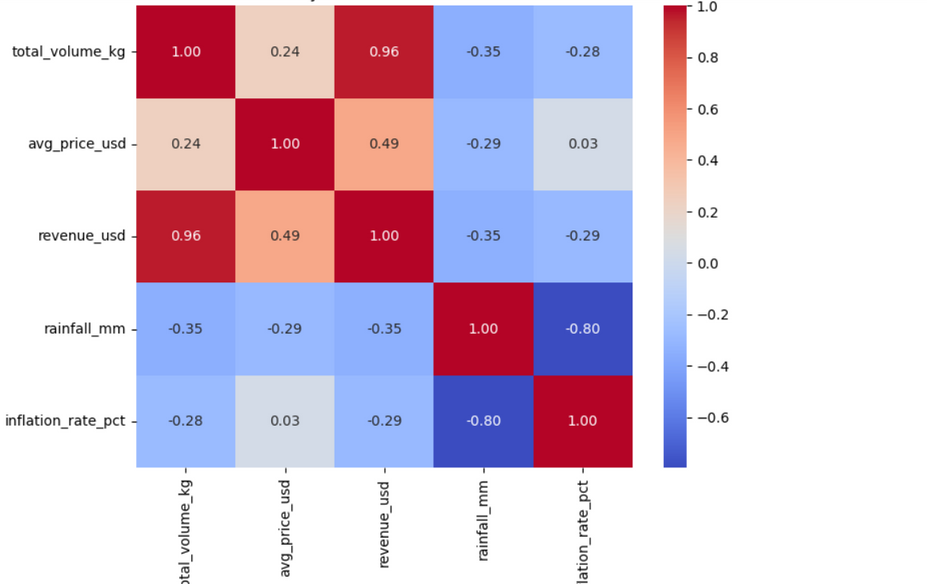 total_volume_kg 1.00 0.24 0.96 -0.35 -0.28
avg_price_usd 0.24 1.00 0.49 -0.29 0.03
revenue_usd 0.96 0.49 1.00 -0.35 -0.29
rainfall_mm -0.35 -0.29 -0.35 1.00 -0.80
inflation_rate_pct -0.28 0.03 -0.29 -0.80 1.00
otal_volume_kg
avg_price_usd
revenue_usd
rainfall_mm
lation_rate_pct
1.0
0.8
0.6
0.4
0.2
0.0
−0.2
−0.4
−0.6